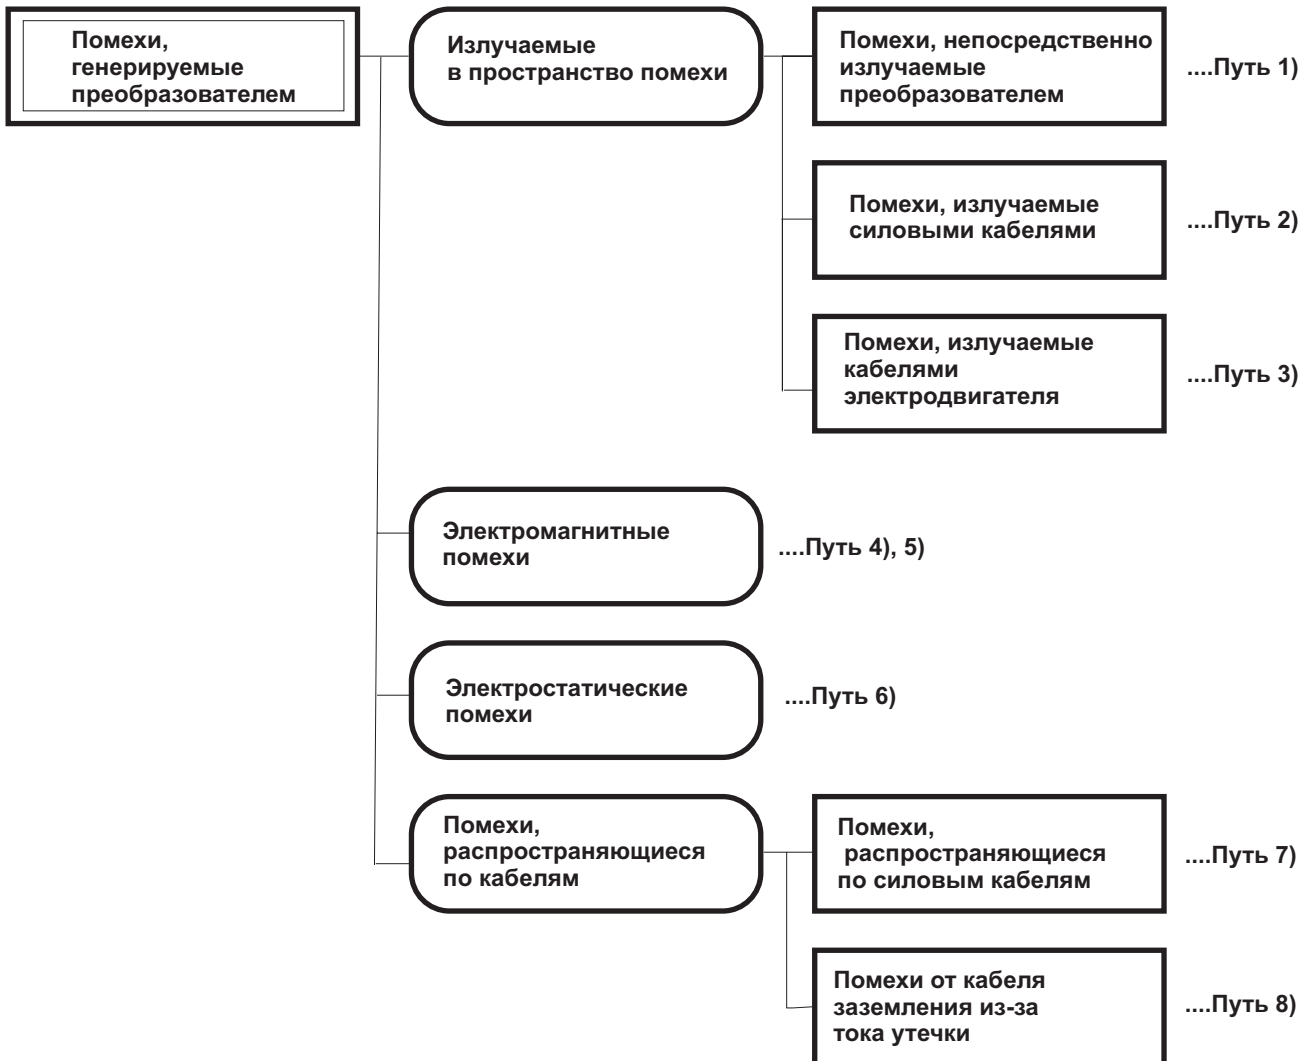 Помехи,
генерируемые
преобразователем
Излучаемые
в пространство помехи
Помехи, непосредственно
излучаемые
преобразователем
....Путь 1)
Помехи, излучаемые
силовыми кабелями
....Путь 2)
Помехи, излучаемые
кабелями
электродвигателя
....Путь 3)
Электромагнитные
помехи
....Путь 4), 5)
Электростатические
помехи
....Путь 6)
Помехи,
распространяющиеся
по кабелям
Помехи,
распространяющиеся
по силовым кабелям
....Путь 7)
Помехи от кабеля
заземления из-за
тока утечки
....Путь 8)